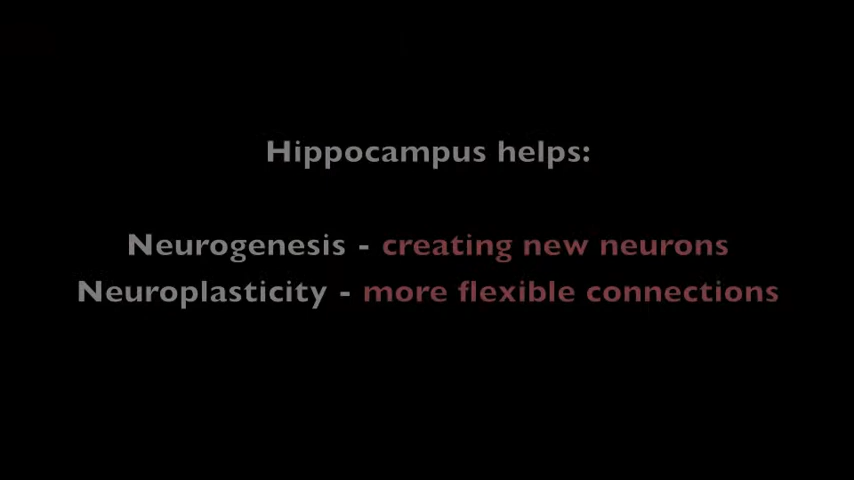 Hippocampus helps:
Neurogenesis - creating new neurons
Neuroplasticity - more flexible connections